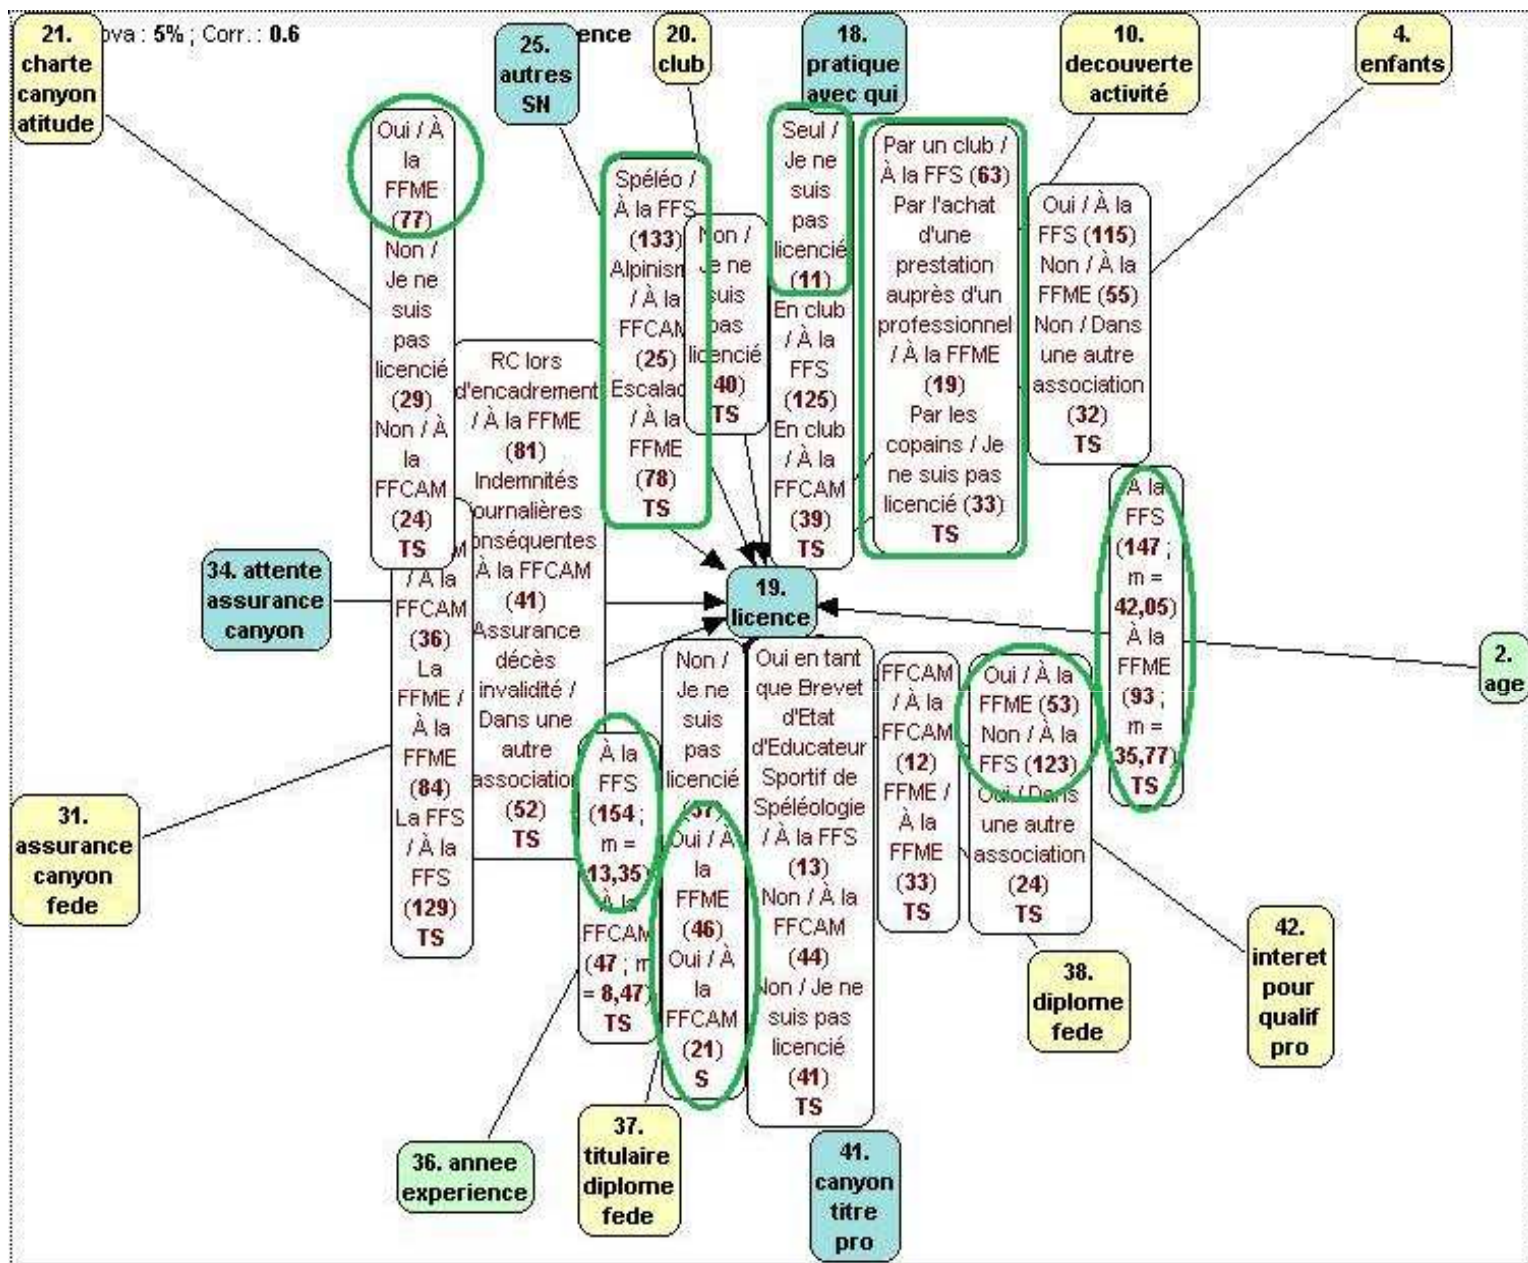 21.
charte
canyon
atitude
ova : 5% ; Corr. : 0.6
ence
25.
autres
SN
20.
club
18.
pratique
avec qui
10.
decouverte
activité
4.
enfants
Oui / À
la
FFME
(77)
Non /
Je ne
suis
pas
licencié
(29)
Non / À
la
FFCAM
(24)
TS
RC lors
d'encadrement
/ À la FFME
(81)
Indemnités
ournalières
onséquentes
À la FFCAM
(41)
Assurance
décès
invalidité /
Dans une
autre
association
(52)
TS
Spéléo /
À la FFS
(133)
Alpinism
/ À la
FFCAM
(25)
Escalad
/ À la
FFME
(78)
TS
Non /
Je ne
suis
pas
licencié
(40)
TS
Seul /
Je ne
suis
pas
licencié
(11)
En club
/ À la
FFS
(125)
En club
/ À la
FFCAM
(39)
TS
Par un club /
À la FFS (63)
Par l'achat
d'une
prestation
auprès d'un
professionnel
/ À la FFME
(19)
Par les
copains / Je
ne suis pas
licencié (33)
TS
Oui / À la
FFS (115)
Non / À la
FFME (55)
Non / Dans
une autre
association
(32)
TS
À la
FFS
(147 ;
m =
42,05)
À la
FFME
(93 ;
m =
35,77)
TS
34. attente
assurance
canyon
M
/ À la
FFCAM
(36)
La
FFME /
À la
FFME
(84)
La FFS
/ À la
FFS
(129)
TS
19.
licence
2.
age
31.
assurance
canyon
fede
À la
FFS
(154 ;
m =
13,35)
À la
FFCAM
(47 ; m
= 8,47)
TS
Non /
Je ne
suis
pas
licencié
(37)
Oui / À
la
FFME
(46)
Oui / À
la
FFCAM
(21)
S
Oui en tant
que Brevet
d'Etat
d'Educateur
Sportif de
Spéléologie
/ À la FFS
(13)
Non / À la
FFCAM
(44)
Non / Je ne
suis pas
licencié
(41)
TS
FFCAM
/ À la
FFCAM
(12)
FFME /
À la
FFME
(33)
TS
Oui / À la
FFME (53)
Non / À la
FFS (123)
Oui / Dans
une autre
association
(24)
TS
36. annee
experience
37.
titulaire
diplome
fede
41.
canyon
titre
pro
38.
diplome
fede
42.
interet
pour
qualif
pro